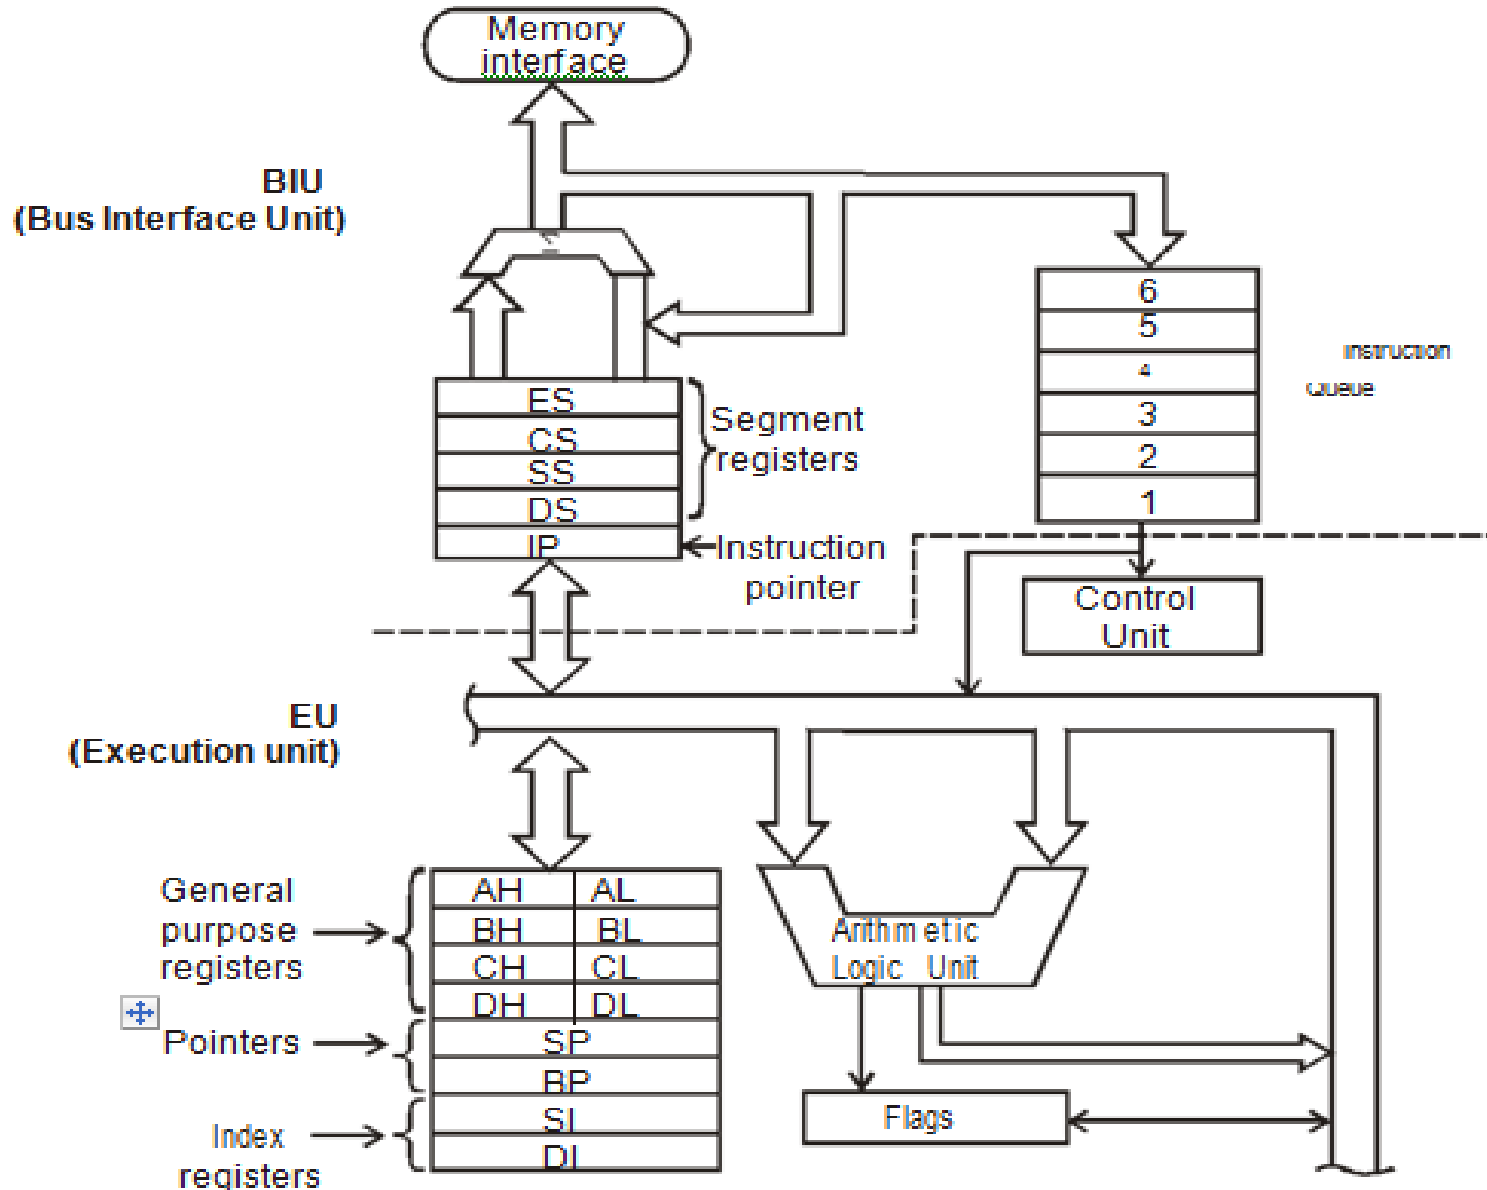 Memory
interface
BIU
(Bus Interface Unit)
Σ
6
5
4
3
2
1
Instruction
Queue
ES
CS
SS
DS
IP
Segment
registers
Instruction
pointer
Control
Unit
EU
(Execution unit)
General
purpose
registers
AH AL
BH BL
CH CL
DH DL
Pointers
SP
BP
Index
registers
SI
DI
Arithmetic
Logic Unit
Flags